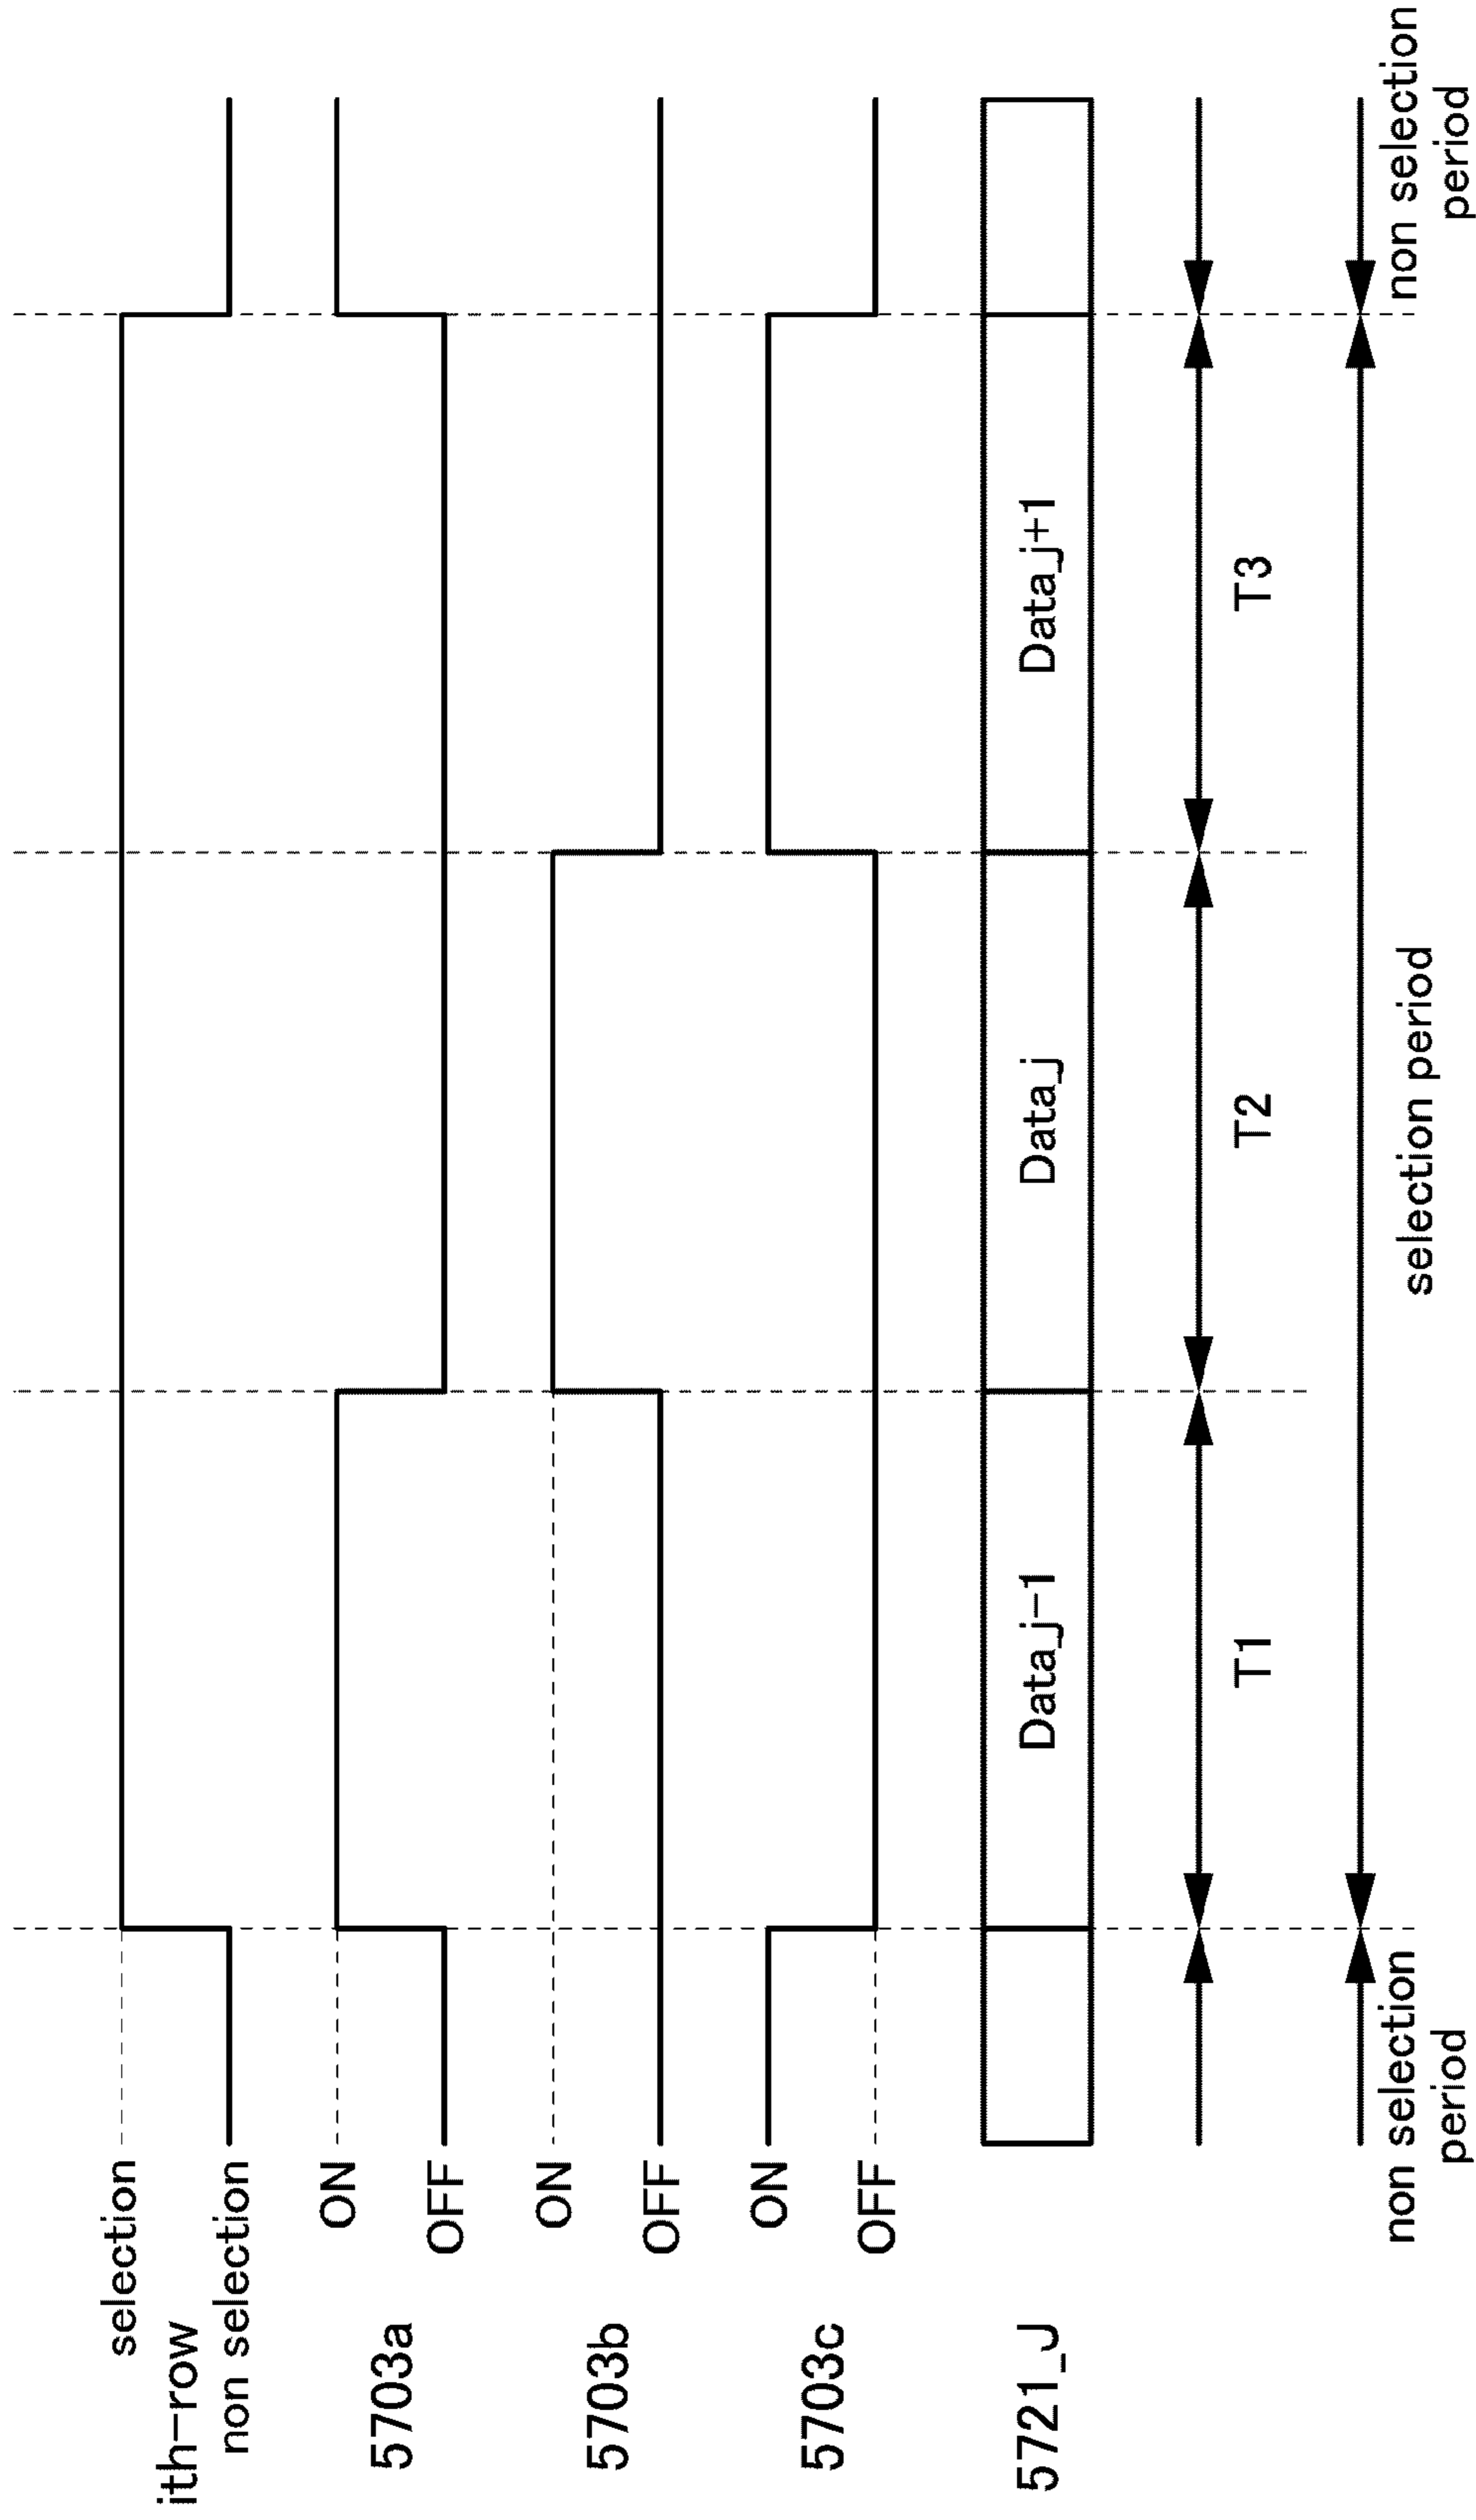 selection
ith-row
non selection
ON
5703a
OFF
ON
5703b
OFF
ON
5703c
OFF
5721_J
Data_j-1
Data_j
Data_j+1
T1
T2
T3
non selection
period
selection period
non selection
period